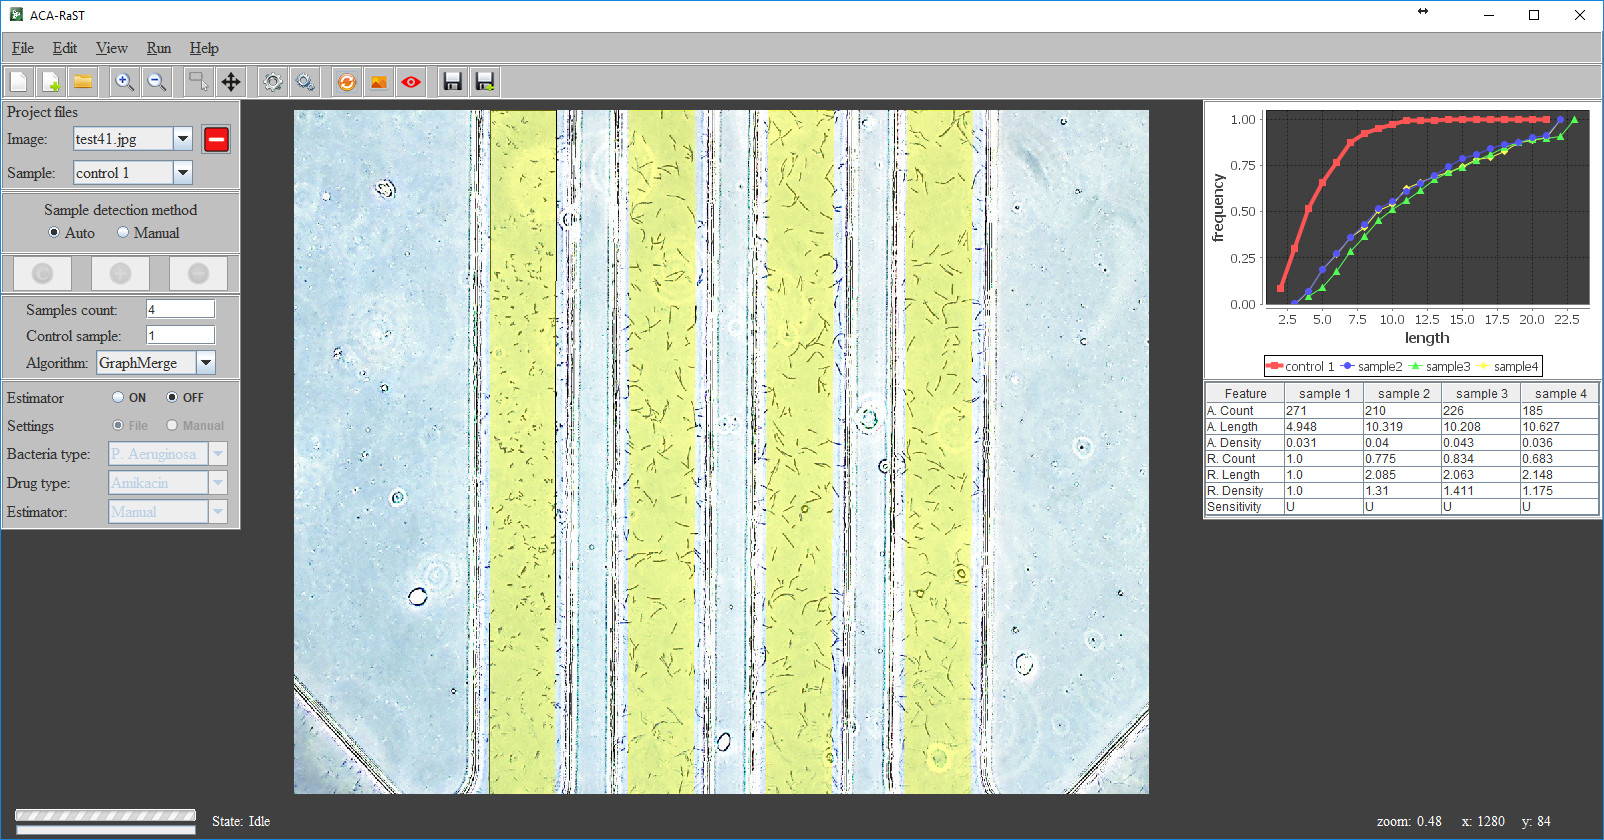 ACA-RaST
File Edit View Run Help
Project files
Image: test41.jpg
Sample: control 1
Sample detection method
Auto Manual
Samples count: 4
Control sample: 1
Algorithm: GraphMerge
Estimator ON OFF
Settings File Manual
Bacteria type: P. Aeruginosa
Drug type: Amikacin
Estimator: Manual
State: Idle
1.00
0.75
0.50
0.25
0.00
frequency
2.5 5.0 7.5 10.0 12.5 15.0 17.5 20.0 22.5
length
control 1 sample2 sample3 sample4
Feature sample 1 sample 2 sample 3 sample 4
A. Count 271 210 226 185
A. Length 4.948 10.319 10.208 10.627
A. Density 0.031 0.04 0.043 0.036
R. Count 1.0 0.775 0.834 0.683
R. Length 1.0 2.085 2.063 2.148
R. Density 1.0 1.31 1.411 1.175
Sensitivity U U U U
zoom: 0.48 x: 1280 y: 84